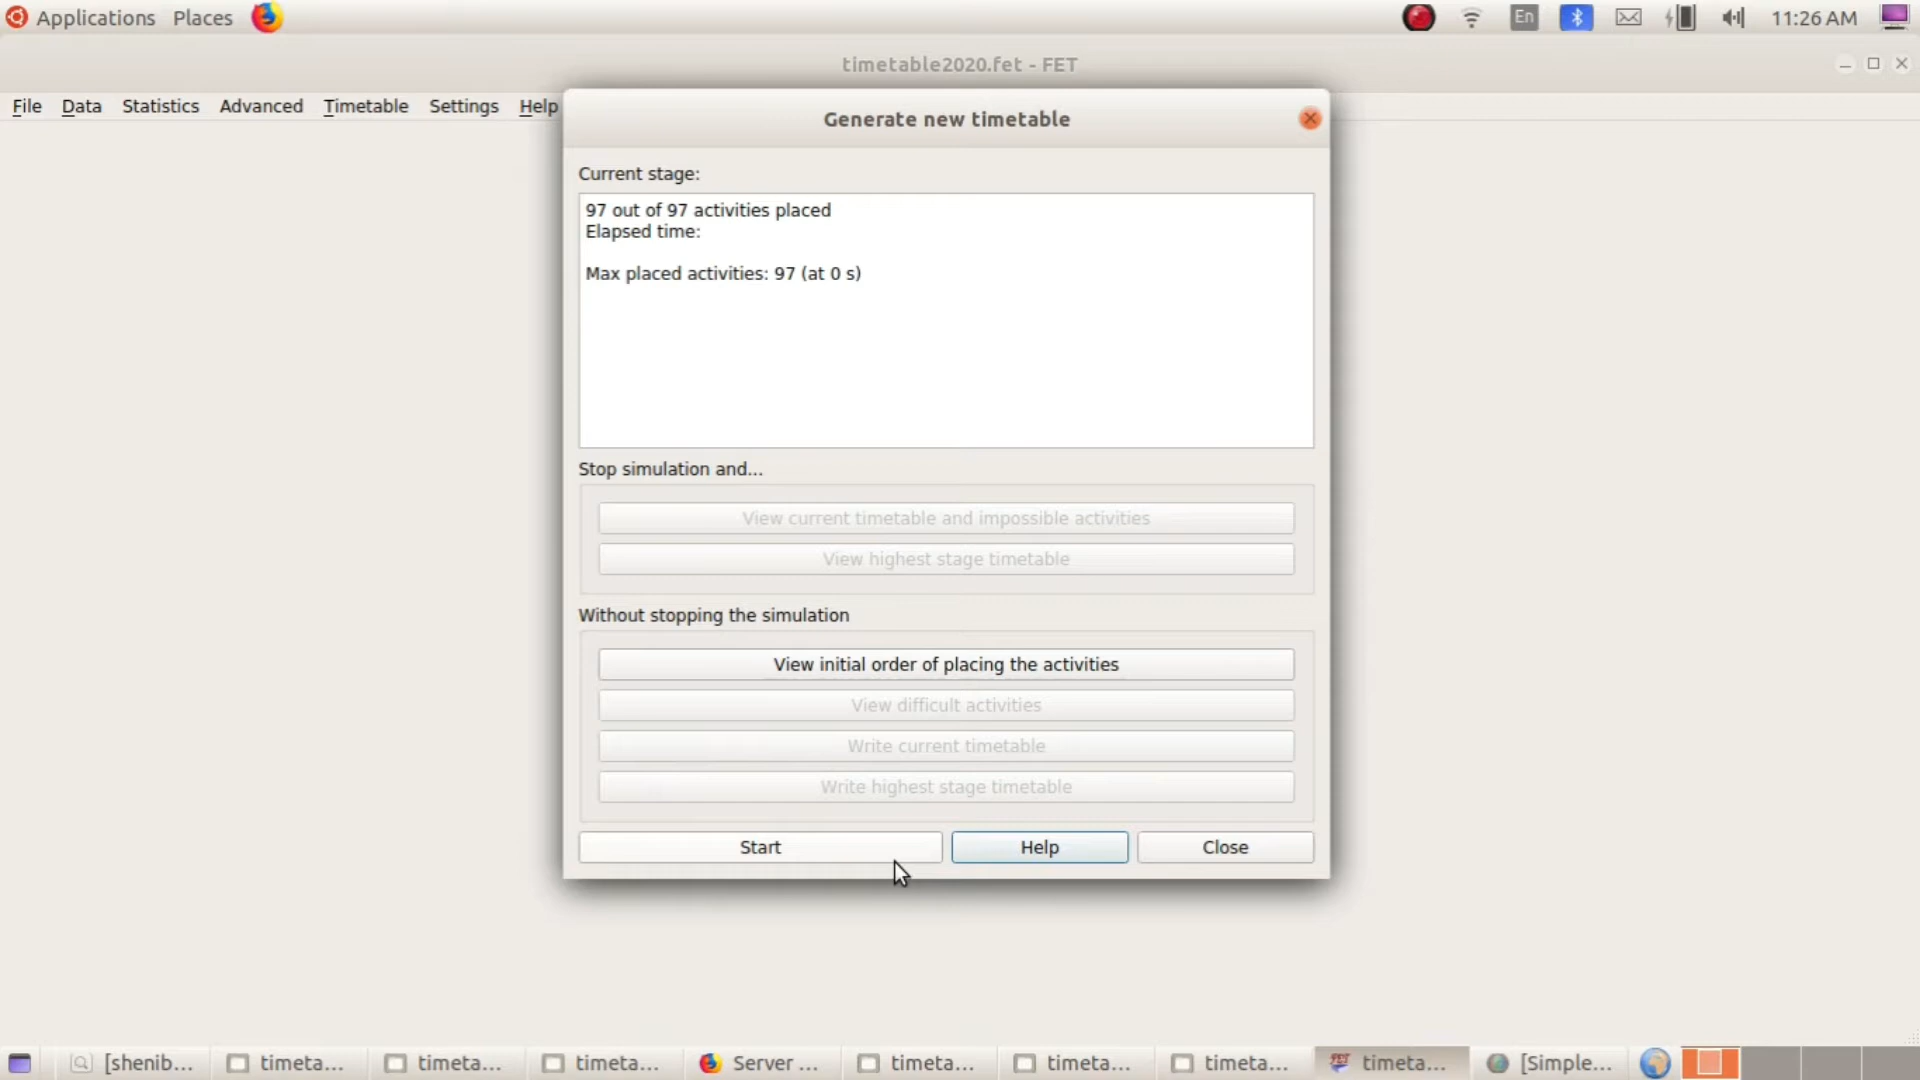 Applications Places
En
11:26 AM
timetable2020.fet - FET
File Data Statistics Advanced Timetable Settings Help
Generate new timetable
Current stage:
97 out of 97 activities placed
Elapsed time:
Max placed activities: 97 (at 0 s)
Stop simulation and...
View current timetable and impossible activities
View highest stage timetable
Without stopping the simulation
View initial order of placing the activities
View difficult activities
Write current timetable
Write highest stage timetable
Start Help Close
[shenib... timeta... timeta... timeta... Server ... timeta... timeta... timeta... timeta... [Simple...